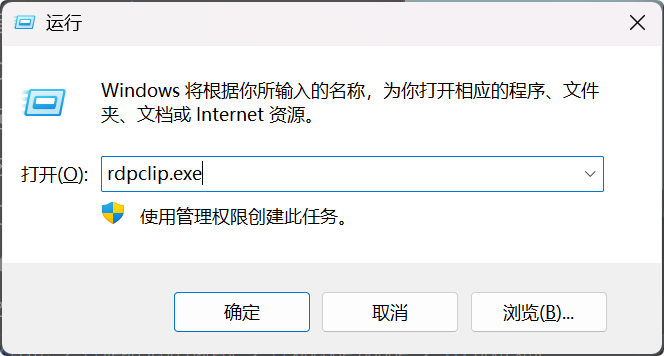 运行
Windows 将根据你所输入的名称，为你打开相应的程序、文件
夹、文档或 Internet 资源。
打开(O): rdpclip.exe
使用管理权限创建此任务。
确定 取消 浏览(B)...